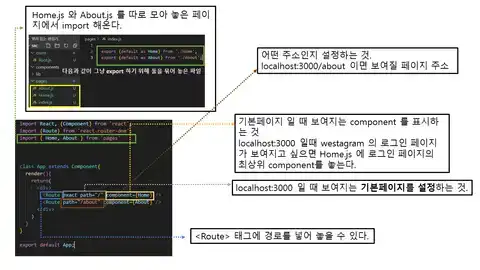 Home.js 와 About.js 를 따로 모아 놓은 페이
지에서 import 해온다.
pages
index.js
export {default as Home} from './Home';
export {default as About} from './About';
components
lib
pages
About.js
Home.js
index.js
다음과 같이 그냥 export 하기 위해 둘을 묶어 놓은 파일
어떤 주소인지 설정하는 것.
localhost:3000/about 이면 보여질 페이지 주소
import React, {Component} from 'react';
import {Route} from 'react-router-dom';
import { Home, About } from 'pages';
class App extends Component{
render(){
return(
<div>
<Route exact path="/" component={Home} />
<Route path="/about" component={About} />
</div>
)
}
}
export default App;
기본페이지 일 때 보여지는 component 를 표시하
는 것
localhost:3000 일때 westagram 의 로그인 페이지
가 보여지고 싶으면 Home.js 에 로그인 페이지의
최상위 component를 놓는다.
localhost:3000 일 때 보여지는 기본페이지를 설정하는 것.
<Route> 태그에 경로를 넣어 놓을 수 있다.